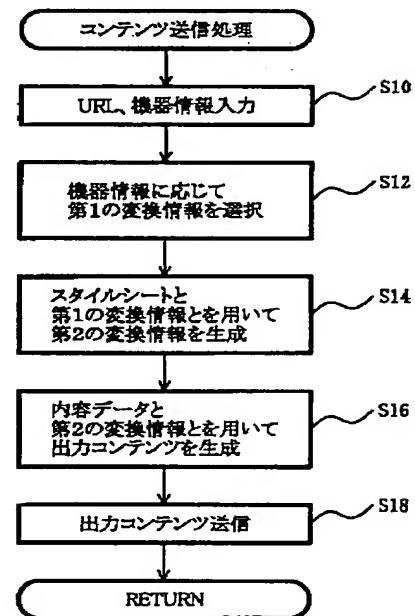 コンテンツ送信処理
URL、機器情報入力
S10
機器情報に応じて
第1の変換情報を選択
S12
スタイルシートと
第1の変換情報とを用いて
第2の変換情報を生成
S14
内容データと
第2の変換情報とを用いて
出力コンテンツを生成
S16
出力コンテンツ送信
S18
RETURN